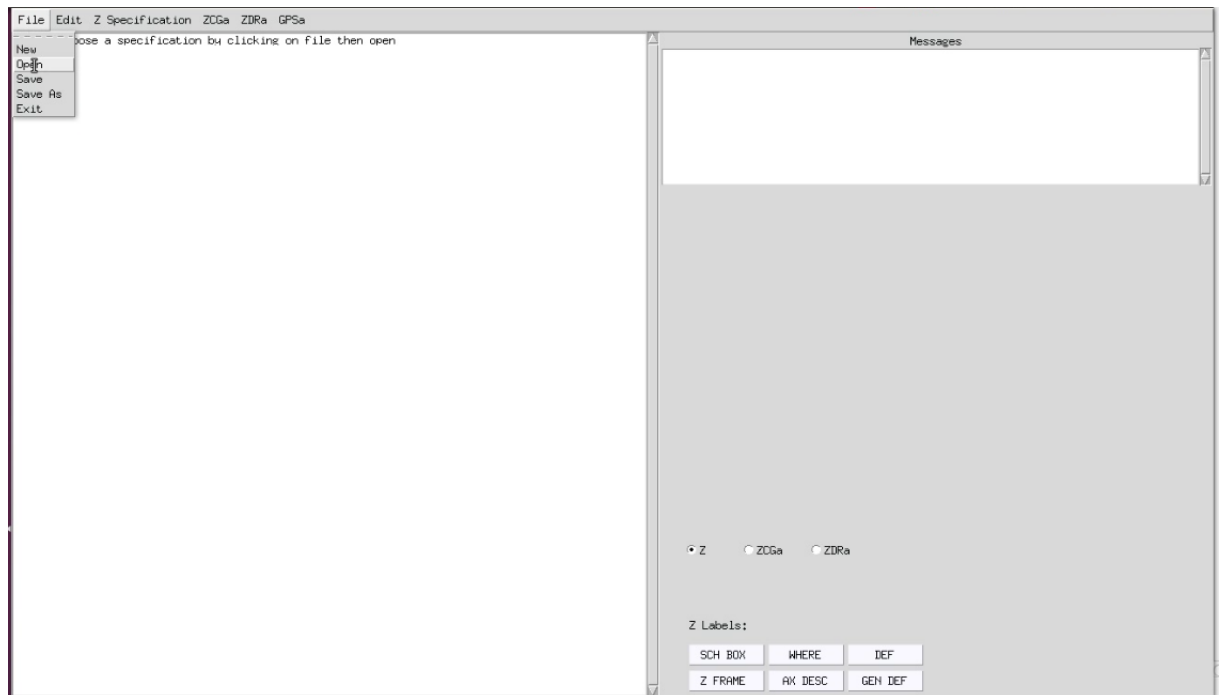 File Edit Z Specification ZCGa ZDRa GPSa
ose a specification by clicking on file then open
New
Open
Save
Save As
Exit
Messages
Z ZCGa ZDRa
Z Labels:
SCH BOX WHERE DEF
Z FRAME AX DESC GEN DEF